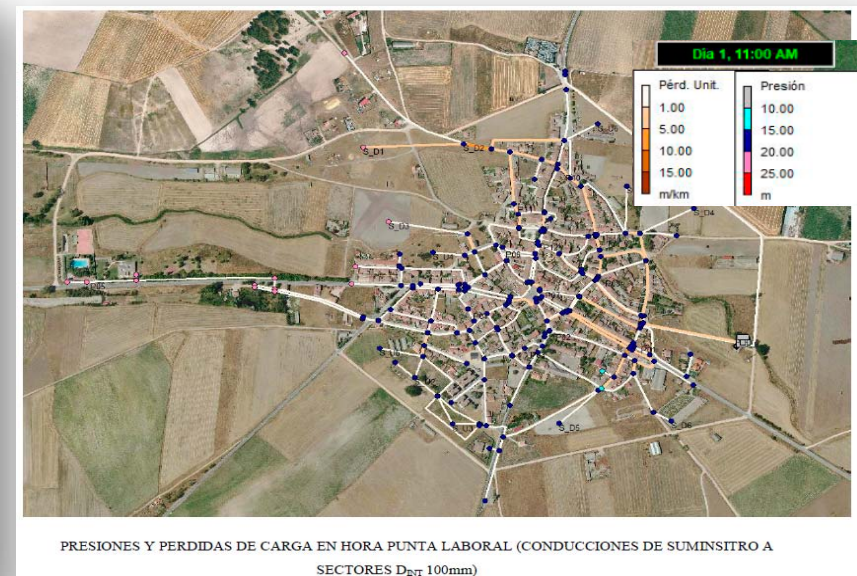 Día 1, 11:00 AM
Pérd. Unit.
1.00
5.00
10.00
15.00
m/km
Presión
10.00
15.00
20.00
25.00
m
S_D1
S_D2
S_D3
S_D4
S_D5
S_D6
PRESIONES Y PERDIDAS DE CARGA EN HORA PUNTA LABORAL (CONDUCCIONES DE SUMINSITRO A
SECTORES DINT 100mm)